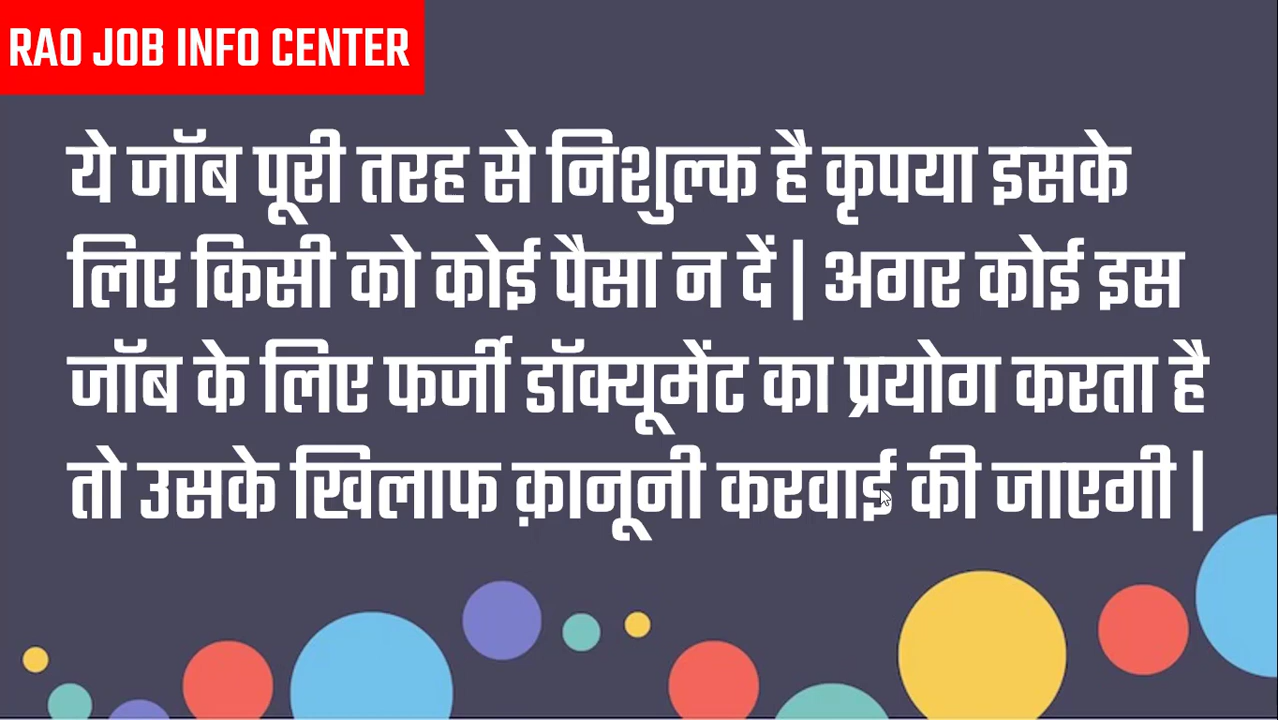 RAO JOB INFO CENTER
ये जॉब पूरी तरह से निशुल्क है कृपया इसके
लिए किसी को कोई पैसा न दें | अगर कोई इस
जॉब के लिए फर्जी डॉक्यूमेंट का प्रयोग करता है
तो उसके खिलाफ क़ानूनी करवाई की जाएगी |